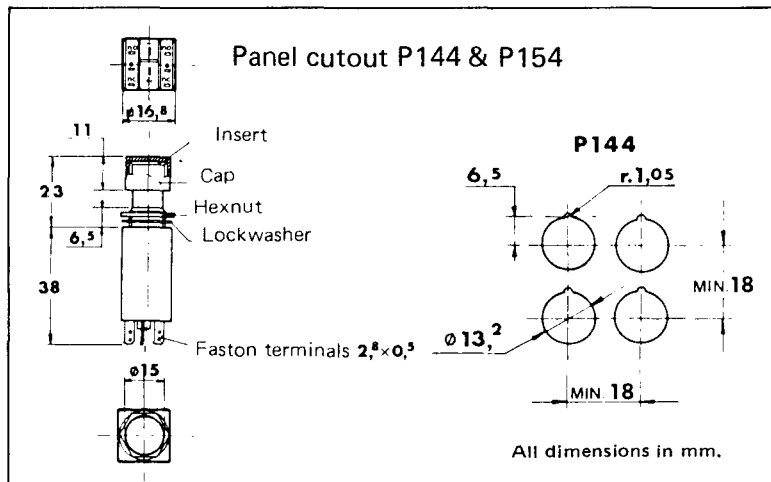 Panel cutout P144 & P154
ø16,8
11
Insert
Cap
23
Hexnut
6,5
Lockwasher
38
Faston terminals 2,8×0,5
ø15
P144
6,5
r.1,05
MIN. 18
ø13,2
MIN. 18
All dimensions in mm.